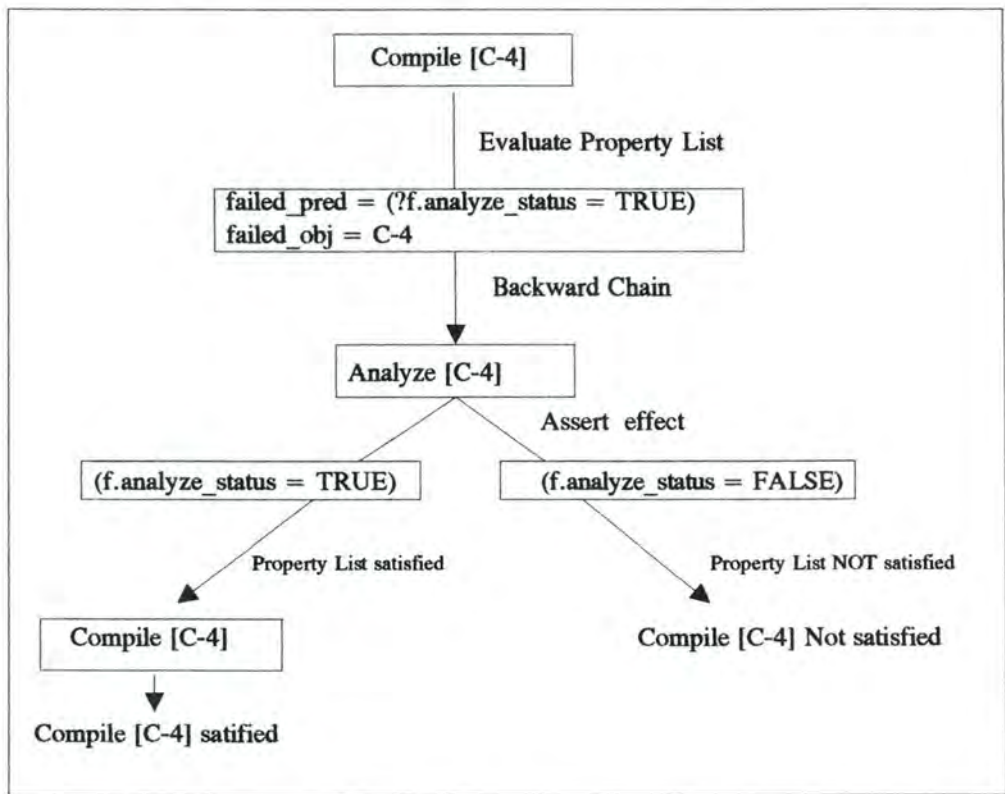 Compile [C-4]
Evaluate Property List
failed_pred = (?f.analyze_status = TRUE)
failed_obj = C-4
Backward Chain
Analyze [C-4]
Assert effect
(f.analyze_status = TRUE)
(f.analyze_status = FALSE)
Property List satisfied
Property List NOT satisfied
Compile [C-4]
Compile [C-4] Not satisfied
Compile [C-4] satified